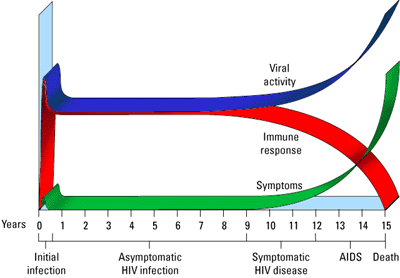 Viral
activity
Immune
response
Symptoms
Years 0 1 2 3 4 5 6 7 8 9 10 11 12 13 14 15
Initial Asymptomatic Symptomatic AIDS Death
infection HIV infection HIV disease